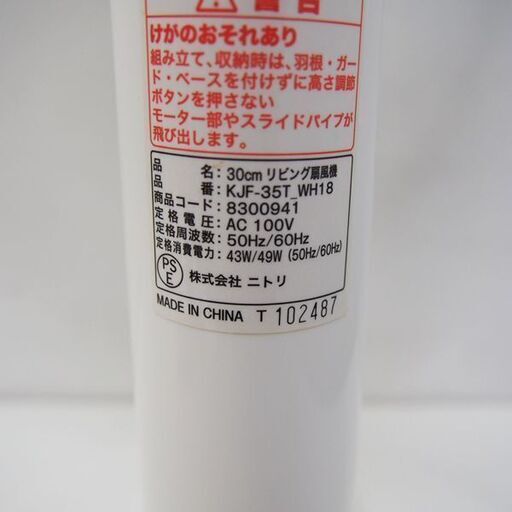 警告
けがのおそれあり
組み立て、収納時は、羽根・ガー
ド・ベースを付けずに高さ調節
ボタンを押さない
モーター部やスライドパイプが
飛び出します。
品 名：30cm リビング扇風機
品 番：KJF-35T_WH18
商品コード：8300941
定格電圧：AC 100V
定格周波数：50Hz/60Hz
定格消費電力：43W/49W (50Hz/60Hz)
PS
E 株式会社 ニトリ
MADE IN CHINA T 102487